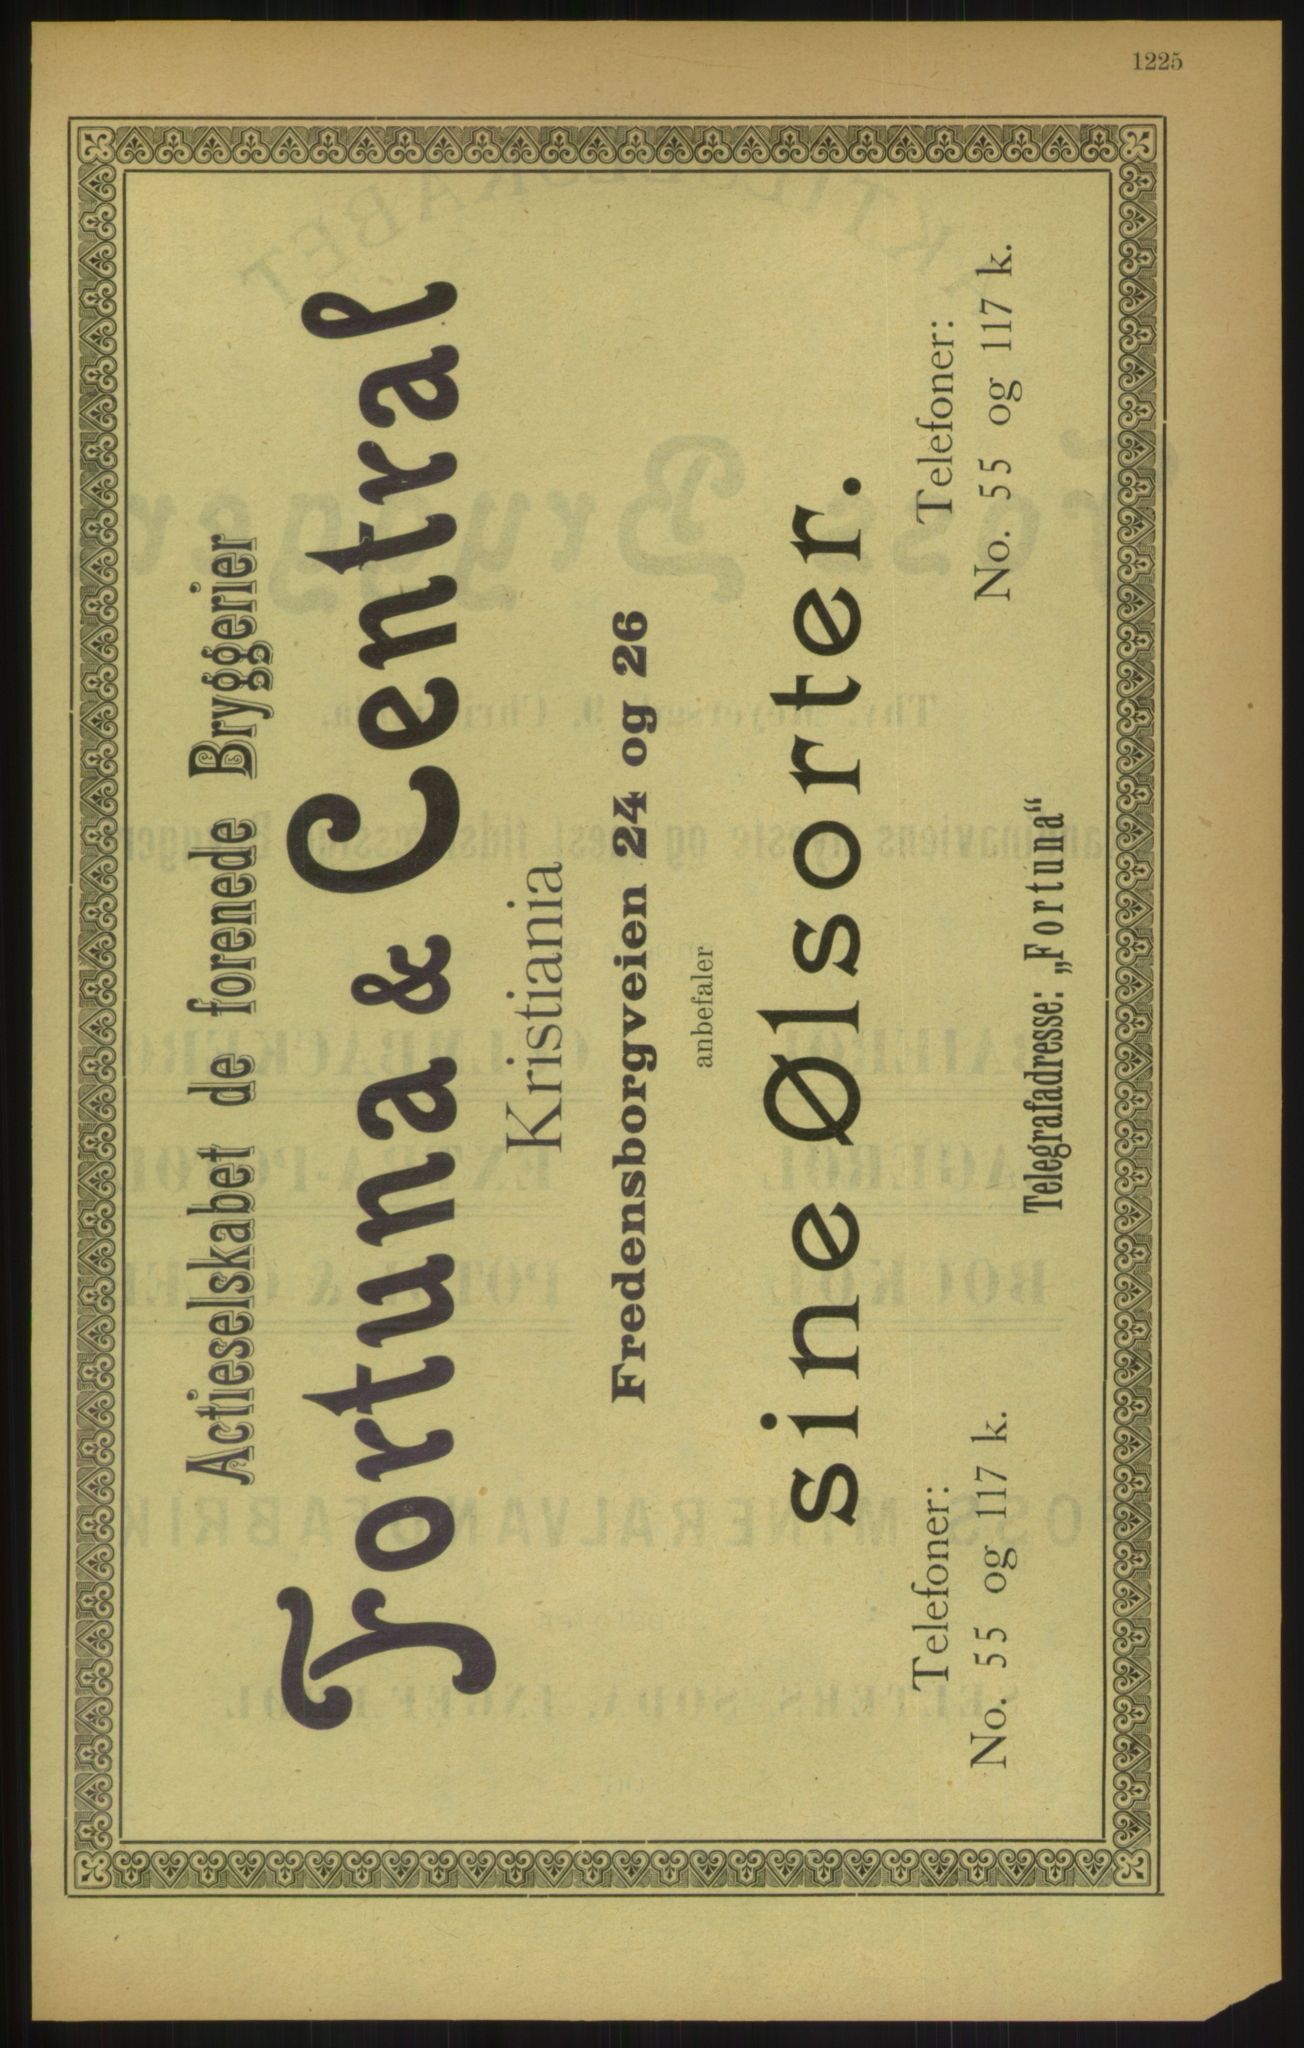 1225
Actieselskabet de forenede Bryggerier
Fortuna & Central
Kristiania
Fredensborgveien 24 og 26
anbefaler
sine Ølsorter.
Telefoner:
No. 55 og 117 k.
Telefoner:
No. 55 og 117 k.
Telegrafadresse: „Fortuna“